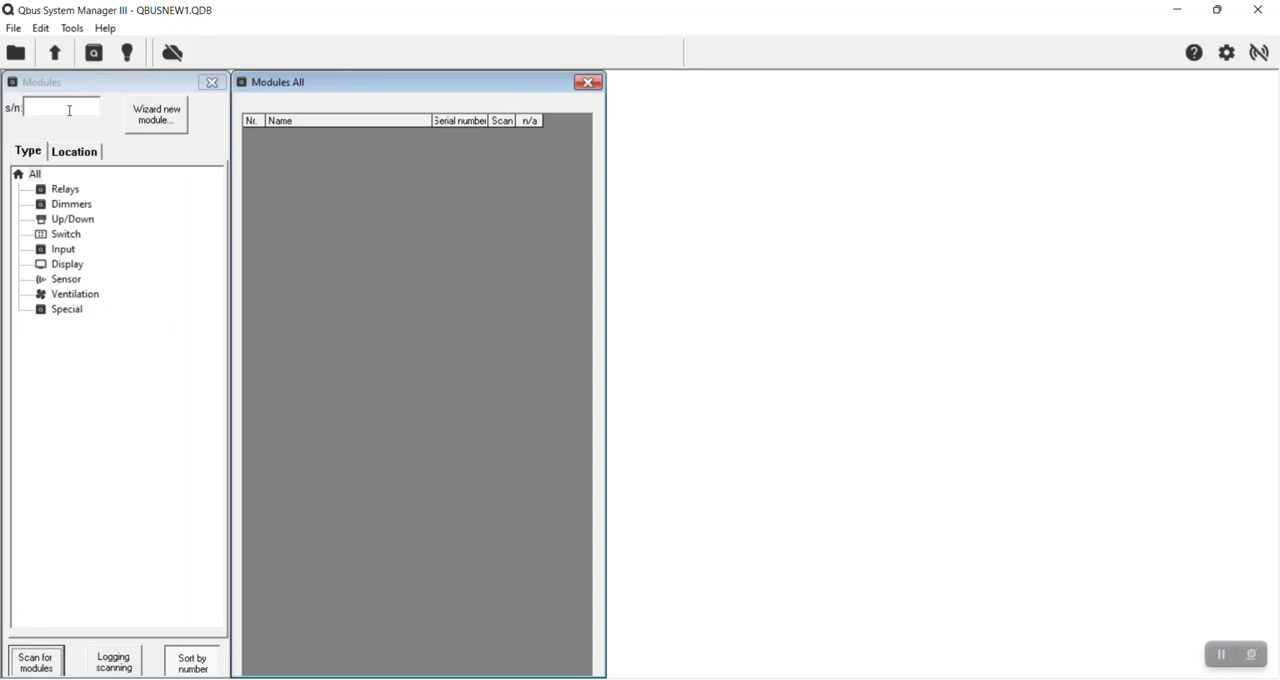 Qbus System Manager III - QBUSNEW1.QDB
File Edit Tools Help
Modules
s/n:
Wizard new
module...
Type Location
All
Relays
Dimmers
Up/Down
Switch
Input
Display
Sensor
Ventilation
Special
Scan for
modules
Logging
scanning
Sort by
number
Modules All
Nr. Name Serial number Scan n/a